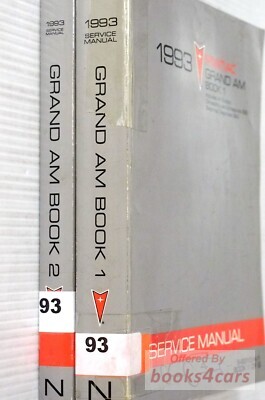 1993
SERVICE
MANUAL
GRAND AM BOOK 2
93
N
1993
SERVICE
MANUAL
GRAND AM BOOK 1
93
N
1993
PONTIAC
GRAND AM
BOOK 1
SERVICE MANUAL
Offered By
books4cars